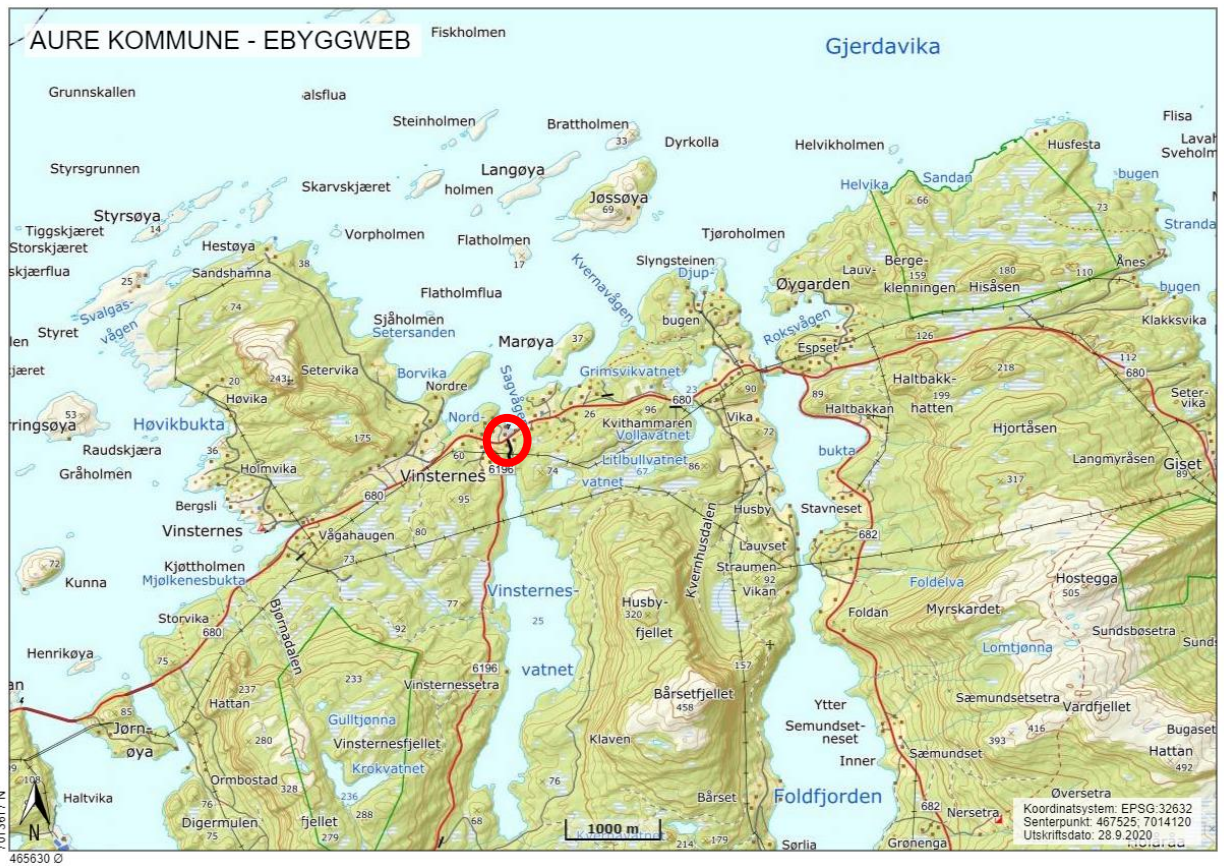 AURE KOMMUNE - EBYGGWEB
Fiskholmen
Gjerdavika
Grunnskallen
alsflua
Steinholmen
Brattholmen
33
Dyrkolla
Helvikholmen
Flisa
Husfesta
Styrsgrunnen
Skarvskjæret
Langøya
holmen
Jøssøya
69
Helvika
Sandan
66
bugen
73
Styrsøya
14
Tiggskjæret
Storskjæret
skjærflua
Hestøya
38
Vorpholmen
Flatholmen
17
Tjøroholmen
Stranda
Sandshamna
25
Svalgas-
vågen
74
Flatholmflua
Kvernavågen
Slyngsteinen
Djup-
bugen
Øygarden
Lauv-
Berge-
159
klenningen
180
Hisåsen
110
Ånes
bugen
Klakksvika
Styret
Sjåholmen
Setersanden
Marøya
37
Roksvågen
Espset
126
112
680
243
Setervika
Borvika
Nordre
Grimsvikvatnet
23
680
90
218
Haltbakk-
199
hatten
Seter-
vika
20
Høvika
Nord-
26
96
Kvithammaren
Vollavatnet
Vika
72
89
Haltbakkan
Hjortåsen
53
Høvikbukta
Raudskjæra
Gråholmen
36
175
60
Vinsternes
6196
74
Litlbullvatnet
67
vatnet
86
bukta
317
Langmyråsen
Giset
89
Holmvika
Bergsli
Vinsternes
680
95
Vågahaugen
80
73
Kvernhusdalen
Husby
Stavneset
682
72
Kunna
Kjøttholmen
Mjølkenesbukta
Storvika
680
Bjørnadalen
77
92
Vinsternes-
25
vatnet
Husby-
320
fjellet
Lauvset
Straumen
92
Vikan
Foldelva
Foldan
Myrskardet
Hostegga
505
Sundsbøsetra
Lomtjønna
Henrikøya
75
237
Hattan
233
6196
Vinsternessetra
157
85
Jørn-
øya
Gulltjønna
280
Vinsternesfjellet
Krokvatnet
Bårsetfjellet
458
Klaven
Ytter
Semundset-
neset
Inner
Sæmundsetsetra
416
Vardfjellet
393
Sæmundset
Bugaset
Hattan
492
108
Haltvika
Ormbostad
328
236
288
76
Digermulen
75
fjellet
279
88
68
76
Bårset
Foldfjorden
682
Nersetra
Øversetra
1000 m
214
179
Sørlia
Grønenga
N
Koordinatsystem: EPSG:32632
Senterpunkt: 467525; 7014120
Utskriftsdato: 28.9.2020
465630 Ø